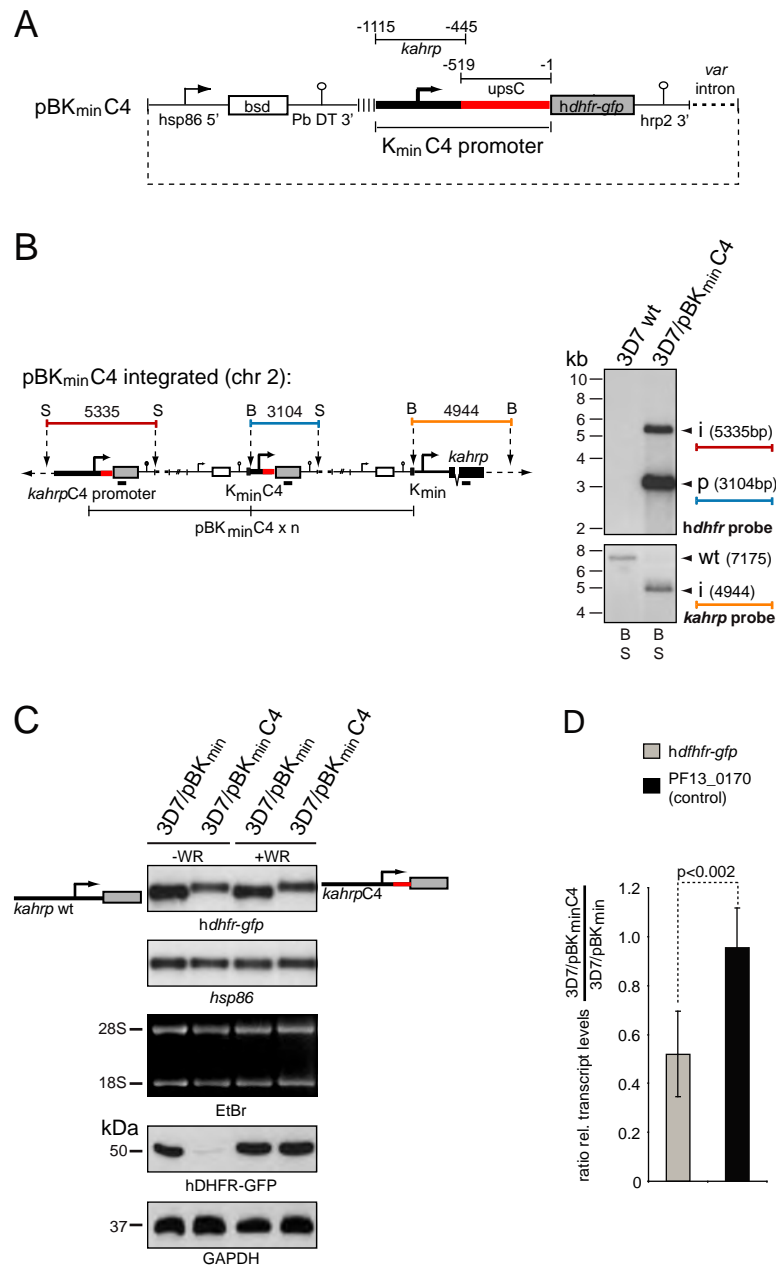 A
-1115 -445
kahrp
-519 -1
upsC
var
intron
pBKminC4
bsd
hdhfr-gfp
hsp86 5’
Pb DT 3’
hrp2 3’
KminC4 promoter
B
3D7 wt
3D7/pBKminC4
kb
pBKminC4 integrated (chr 2):
S 5335 S
B 3104 S
B 4944 B
kahrp
kahrpC4 promoter
KminC4
Kmin
pBKminC4 x n
10
8
6
5
3
2
i (5335bp)
p (3104bp)
hdhfr probe
8
6
5
4
wt (7175)
i (4944)
kahrp probe
B B
S S
C
3D7/pBKmin
3D7/pBKminC4
3D7/pBKmin
3D7/pBKminC4
-WR +WR
kahrp wt
kahrpC4
hdhfr-gfp
hsp86
28S
18S
EtBr
kDa
50
hDHFR-GFP
37
GAPDH
D
hdfhfr-gfp
PF13_0170
(control)
p<0.002
3D7/pBKminC4
3D7/pBKmin
ratio rel. transcript levels
1.2
1.0
0.8
0.6
0.4
0.2
0